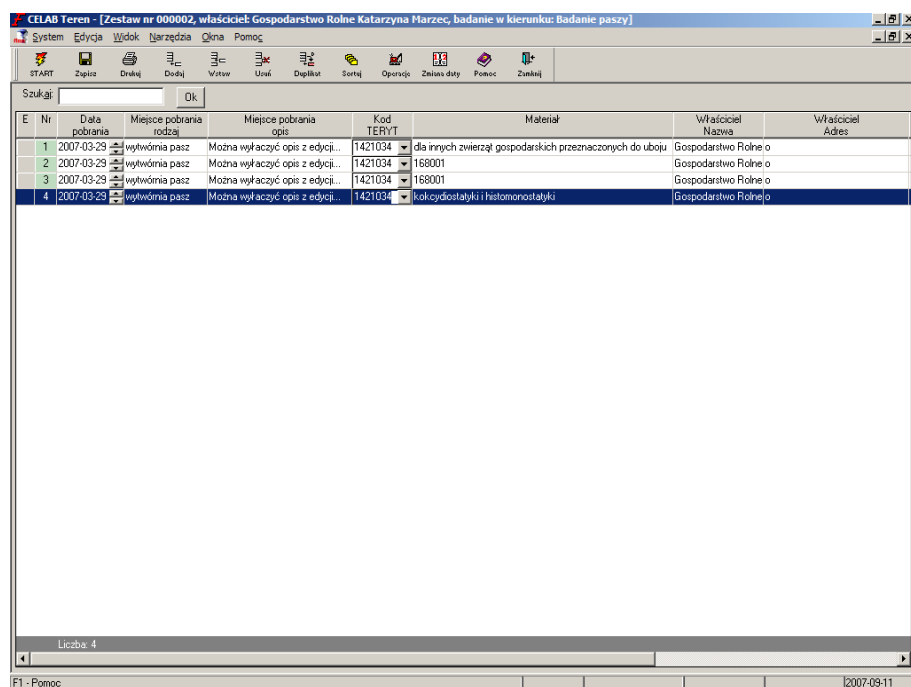 CELAB Teren - [Zestaw nr 000002, właściciel: Gospodarstwo Rolne Katarzyna Marzec, badanie w kierunku: Badanie paszy]
System Edycja Widok Narzędzia Okna Pomoc
START Zapisz Drukuj Dodaj Wstaw Usuń Duplikat Sortuj Operacje Zmiana daty Pomoc Zamknij
Szukaj: Ok
E Nr Data pobrania Miejsce pobrania rodzaj Miejsce pobrania opis Kod TERYT Materiał Właściciel Nazwa Właściciel Adres
1 2007-03-29 wytwórnia pasz Można wyłaczyć opis z edycji... 1421034 dla innych zwierząt gospodarskich przeznaczonych do uboju Gospodarstwo Rolne o
2 2007-03-29 wytwórnia pasz Można wyłaczyć opis z edycji... 1421034 168001 Gospodarstwo Rolne o
3 2007-03-29 wytwórnia pasz Można wyłaczyć opis z edycji... 1421034 168001 Gospodarstwo Rolne o
4 2007-03-29 wytwórnia pasz Można wyłaczyć opis z edycji... 1421034 kokcydiostatyki i histomonostatyki Gospodarstwo Rolne o
Liczba: 4
F1 - Pomoc 2007-09-11